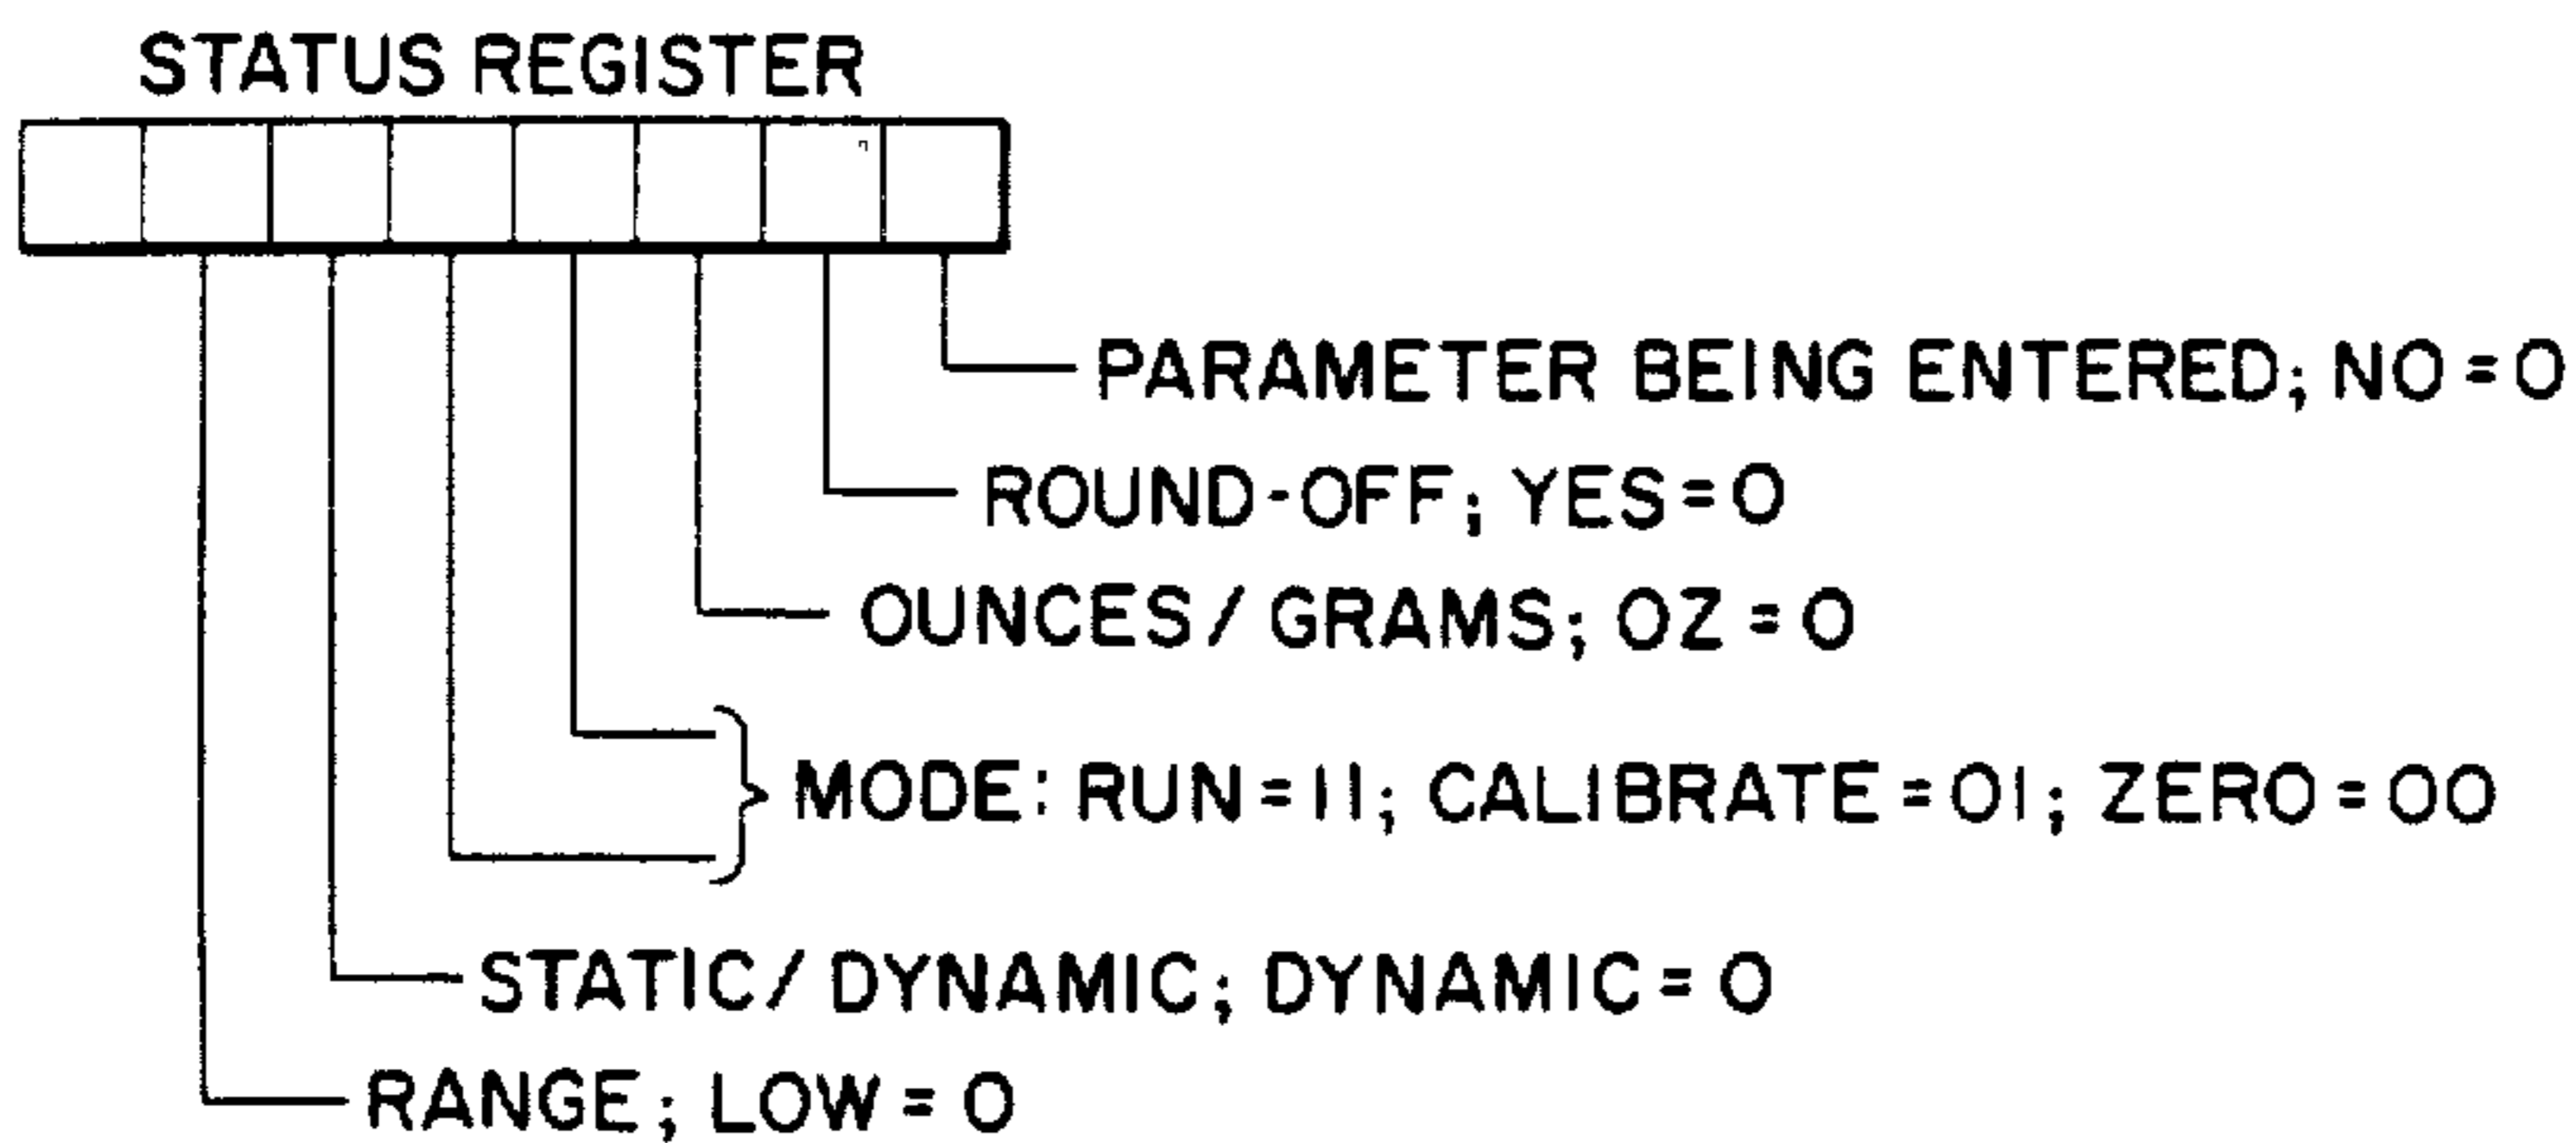 STATUS REGISTER
PARAMETER BEING ENTERED; NO = 0
ROUND-OFF; YES = 0
OUNCES/GRAMS; OZ = 0
MODE: RUN = 11; CALIBRATE = 01; ZERO = 00
STATIC/DYNAMIC; DYNAMIC = 0
RANGE; LOW = 0